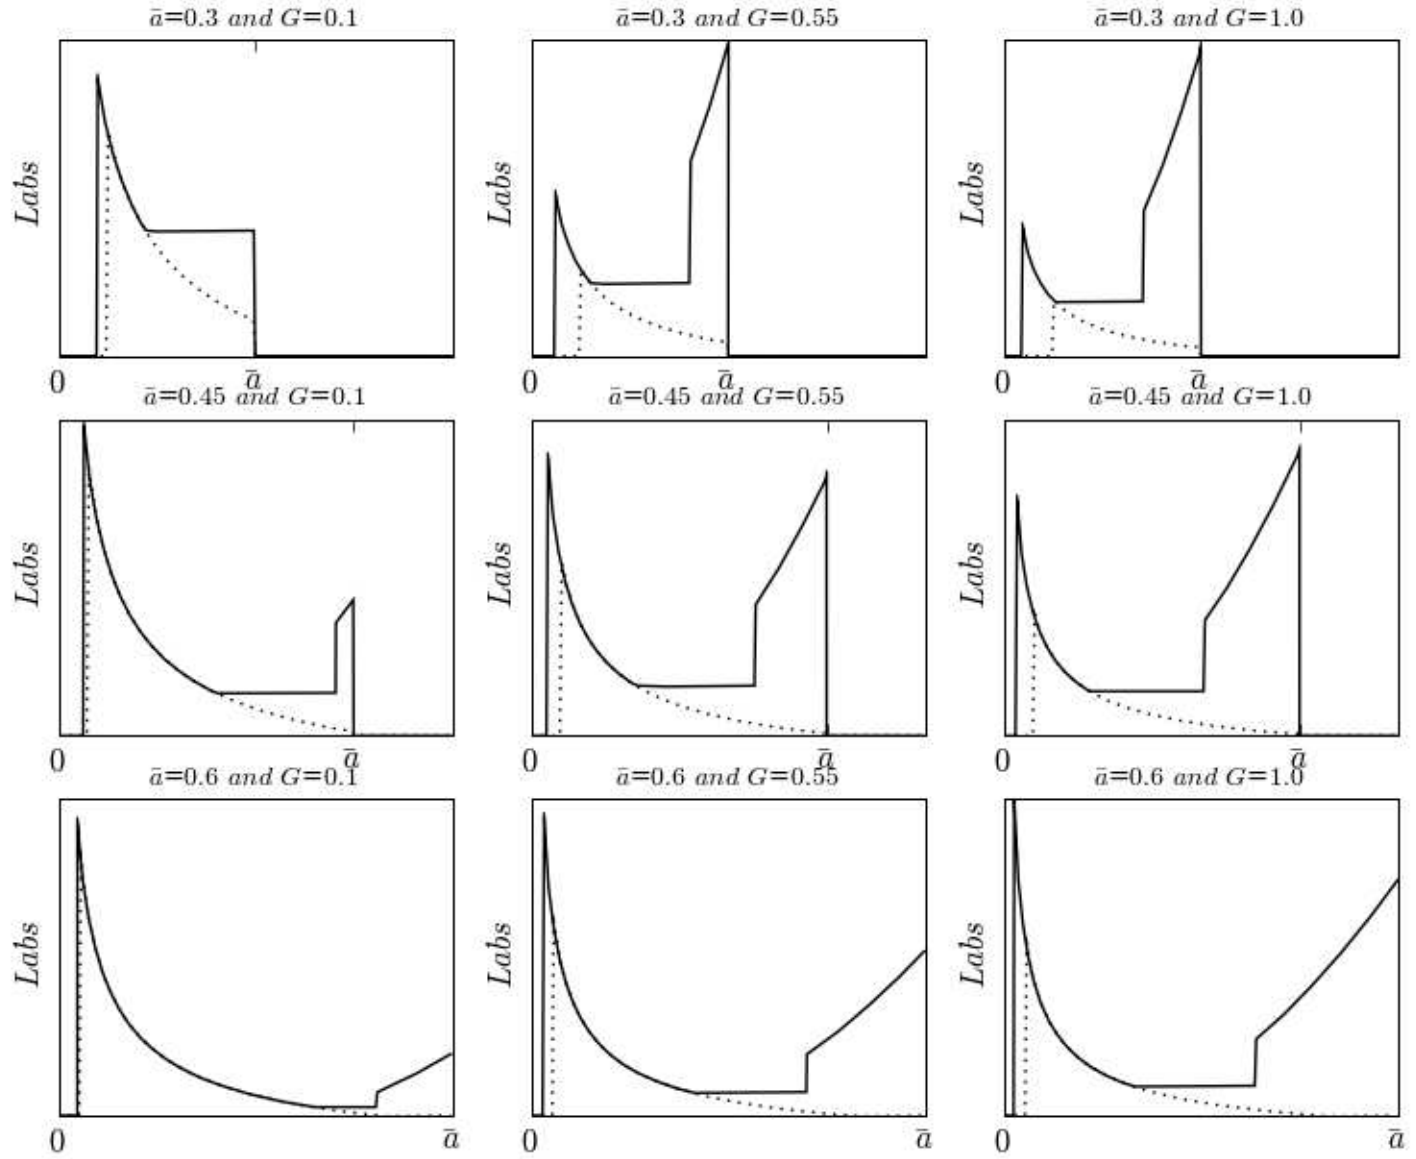 ā=0.3 and G=0.1
ā=0.3 and G=0.55
ā=0.3 and G=1.0
Labs
Labs
Labs
0
ā
0
ā
0
ā
ā=0.45 and G=0.1
ā=0.45 and G=0.55
ā=0.45 and G=1.0
Labs
Labs
Labs
0
ā
0
ā
0
ā
ā=0.6 and G=0.1
ā=0.6 and G=0.55
ā=0.6 and G=1.0
Labs
Labs
Labs
0
ā
0
ā
0
ā